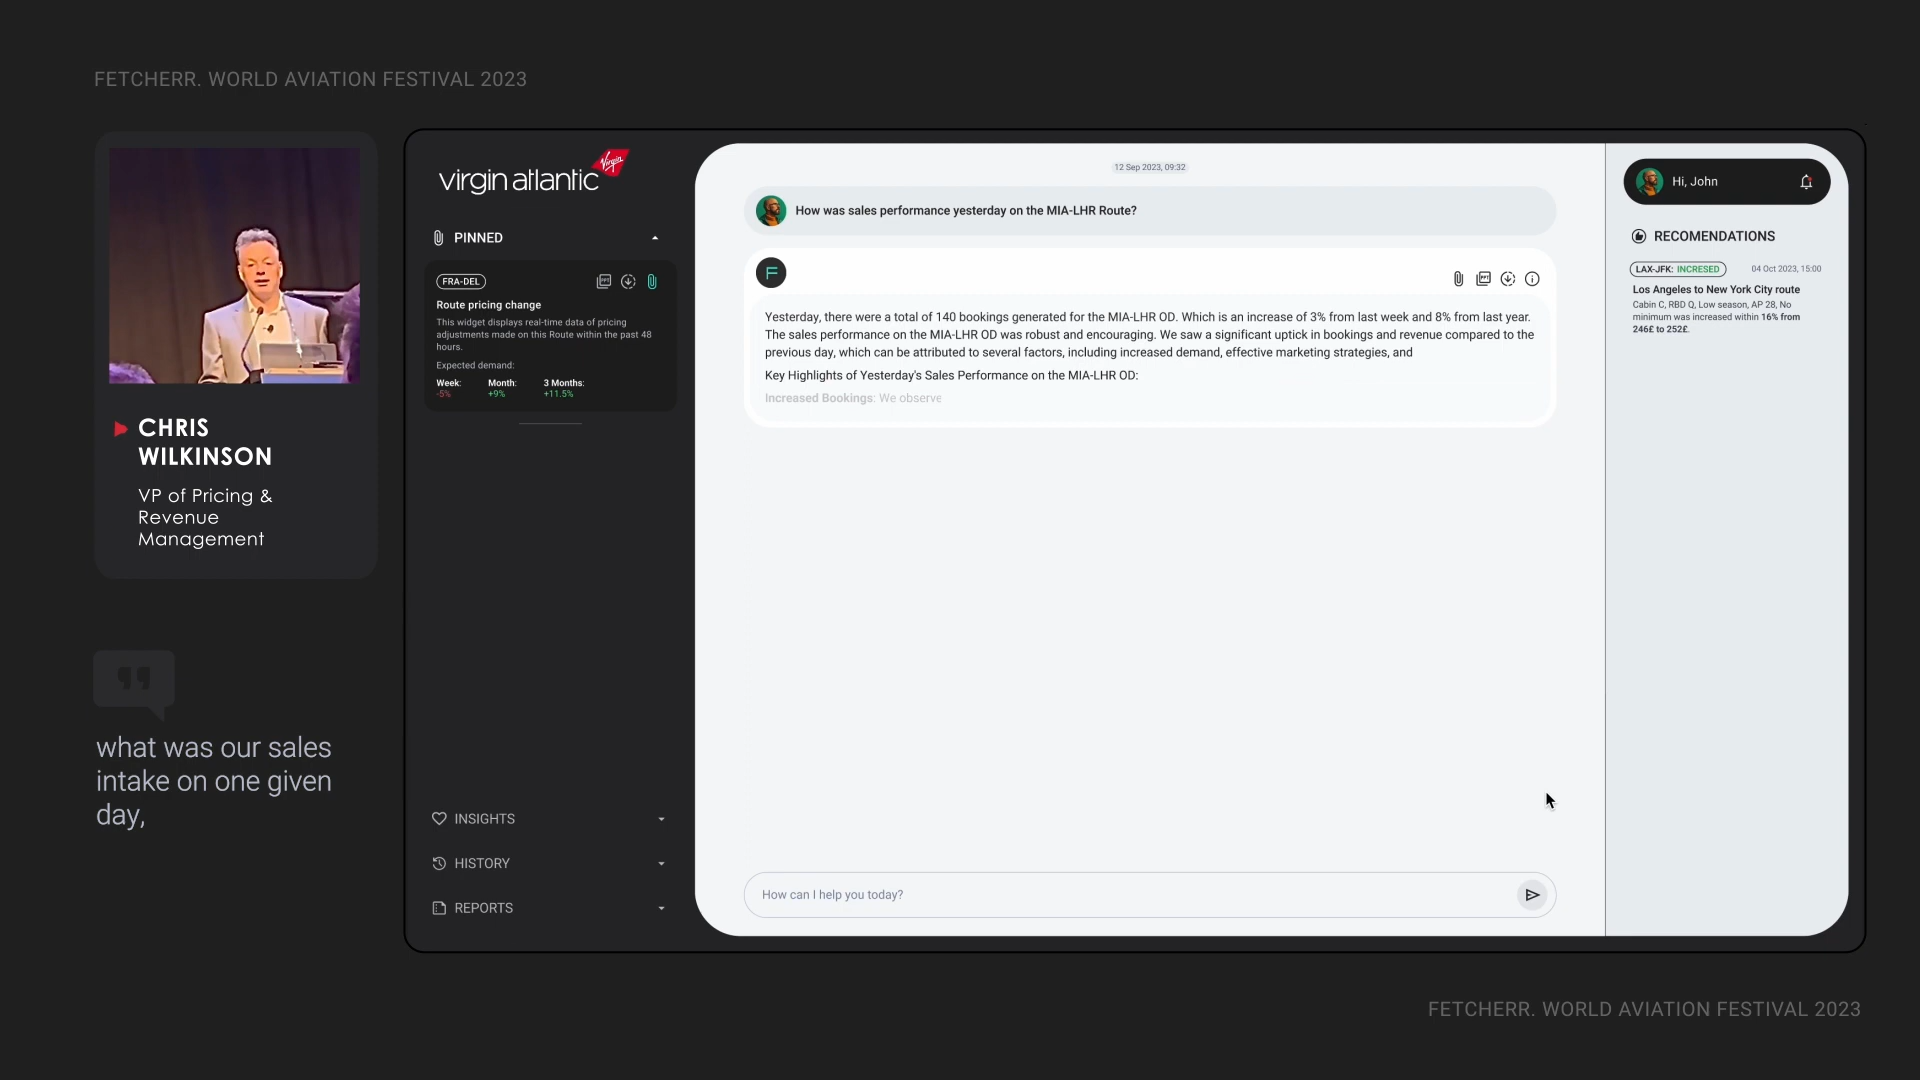 FETCHERR. WORLD AVIATION FESTIVAL 2023
CHRIS
WILKINSON
VP of Pricing &
Revenue
Management
what was our sales
intake on one given
day,
virgin atlantic
Virgin
PINNED
FRA-DEL
Route pricing change
This widget displays real-time data of pricing
adjustments made on this Route within the past 48
hours.
Expected demand:
Week: Month: 3 Months:
-5% +9% +11.5%
INSIGHTS
HISTORY
REPORTS
12 Sep 2023, 09:32
How was sales performance yesterday on the MIA-LHR Route?
F
Yesterday, there were a total of 140 bookings generated for the MIA-LHR OD. Which is an increase of 3% from last week and 8% from last year.
The sales performance on the MIA-LHR OD was robust and encouraging. We saw a significant uptick in bookings and revenue compared to the
previous day, which can be attributed to several factors, including increased demand, effective marketing strategies, and
Key Highlights of Yesterday's Sales Performance on the MIA-LHR OD:
Increased Bookings: We observe
How can I help you today?
Hi, John
RECOMENDATIONS
LAX-JFK: INCRESED 04 Oct 2023, 15:00
Los Angeles to New York City route
Cabin C, RBD Q, Low season, AP 28, No
minimum was increased within 16% from
246£ to 252£.
FETCHERR. WORLD AVIATION FESTIVAL 2023